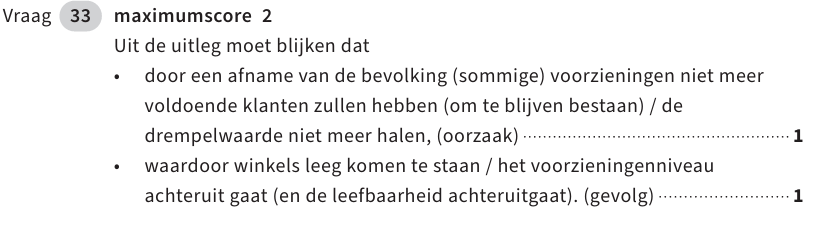 Vraag 33 maximumscore 2
Uit de uitleg moet blijken dat
• door een afname van de bevolking (sommige) voorzieningen niet meer
voldoende klanten zullen hebben (om te blijven bestaan) / de
drempelwaarde niet meer halen, (oorzaak) ........................................ 1
• waardoor winkels leeg komen te staan / het voorzieningenniveau
achteruit gaat (en de leefbaarheid achteruitgaat). (gevolg) .................... 1